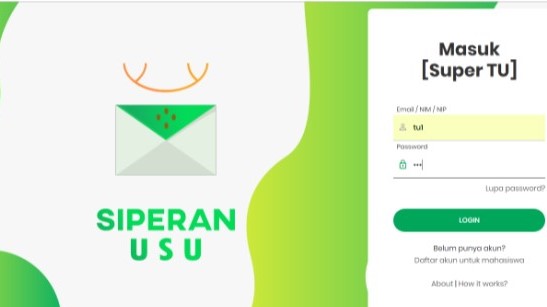 SIPERAN
USU
Masuk
[Super TU]
Email / NIM / NIP
tu1
Password
•••
Lupa password?
LOGIN
Belum punya akun?
Daftar akun untuk mahasiswa
About | How it works?